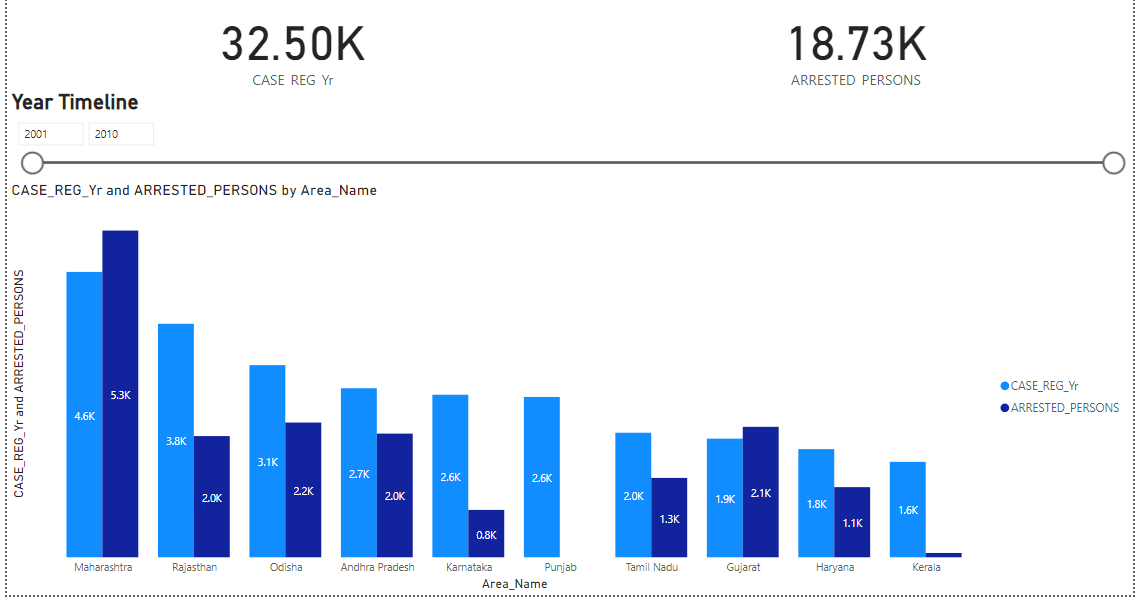 32.50K
CASE REG Yr
18.73K
ARRESTED PERSONS
Year Timeline
2001
2010
CASE_REG_Yr and ARRESTED_PERSONS by Area_Name
CASE_REG_Yr and ARRESTED_PERSONS
4.6K
5.3K
3.8K
2.0K
3.1K
2.2K
2.7K
2.0K
2.6K
0.8K
2.6K
2.0K
1.3K
1.9K
2.1K
1.8K
1.1K
1.6K
Maharashtra
Rajasthan
Odisha
Andhra Pradesh
Karnataka
Punjab
Tamil Nadu
Gujarat
Haryana
Kerala
Area_Name
CASE_REG_Yr
ARRESTED_PERSONS